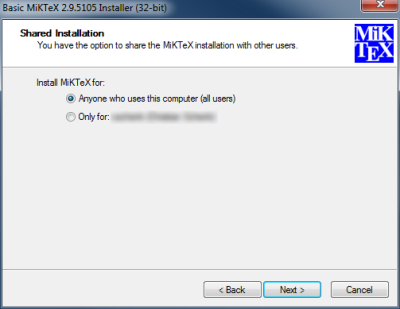 Basic MiKTeX 2.9.5105 Installer (32-bit)
Shared Installation
You have the option to share the MiKTeX installation with other users.
MiK
TEX
Install MiKTeX for:
Anyone who uses this computer (all users)
Only for:
< Back
Next >
Cancel